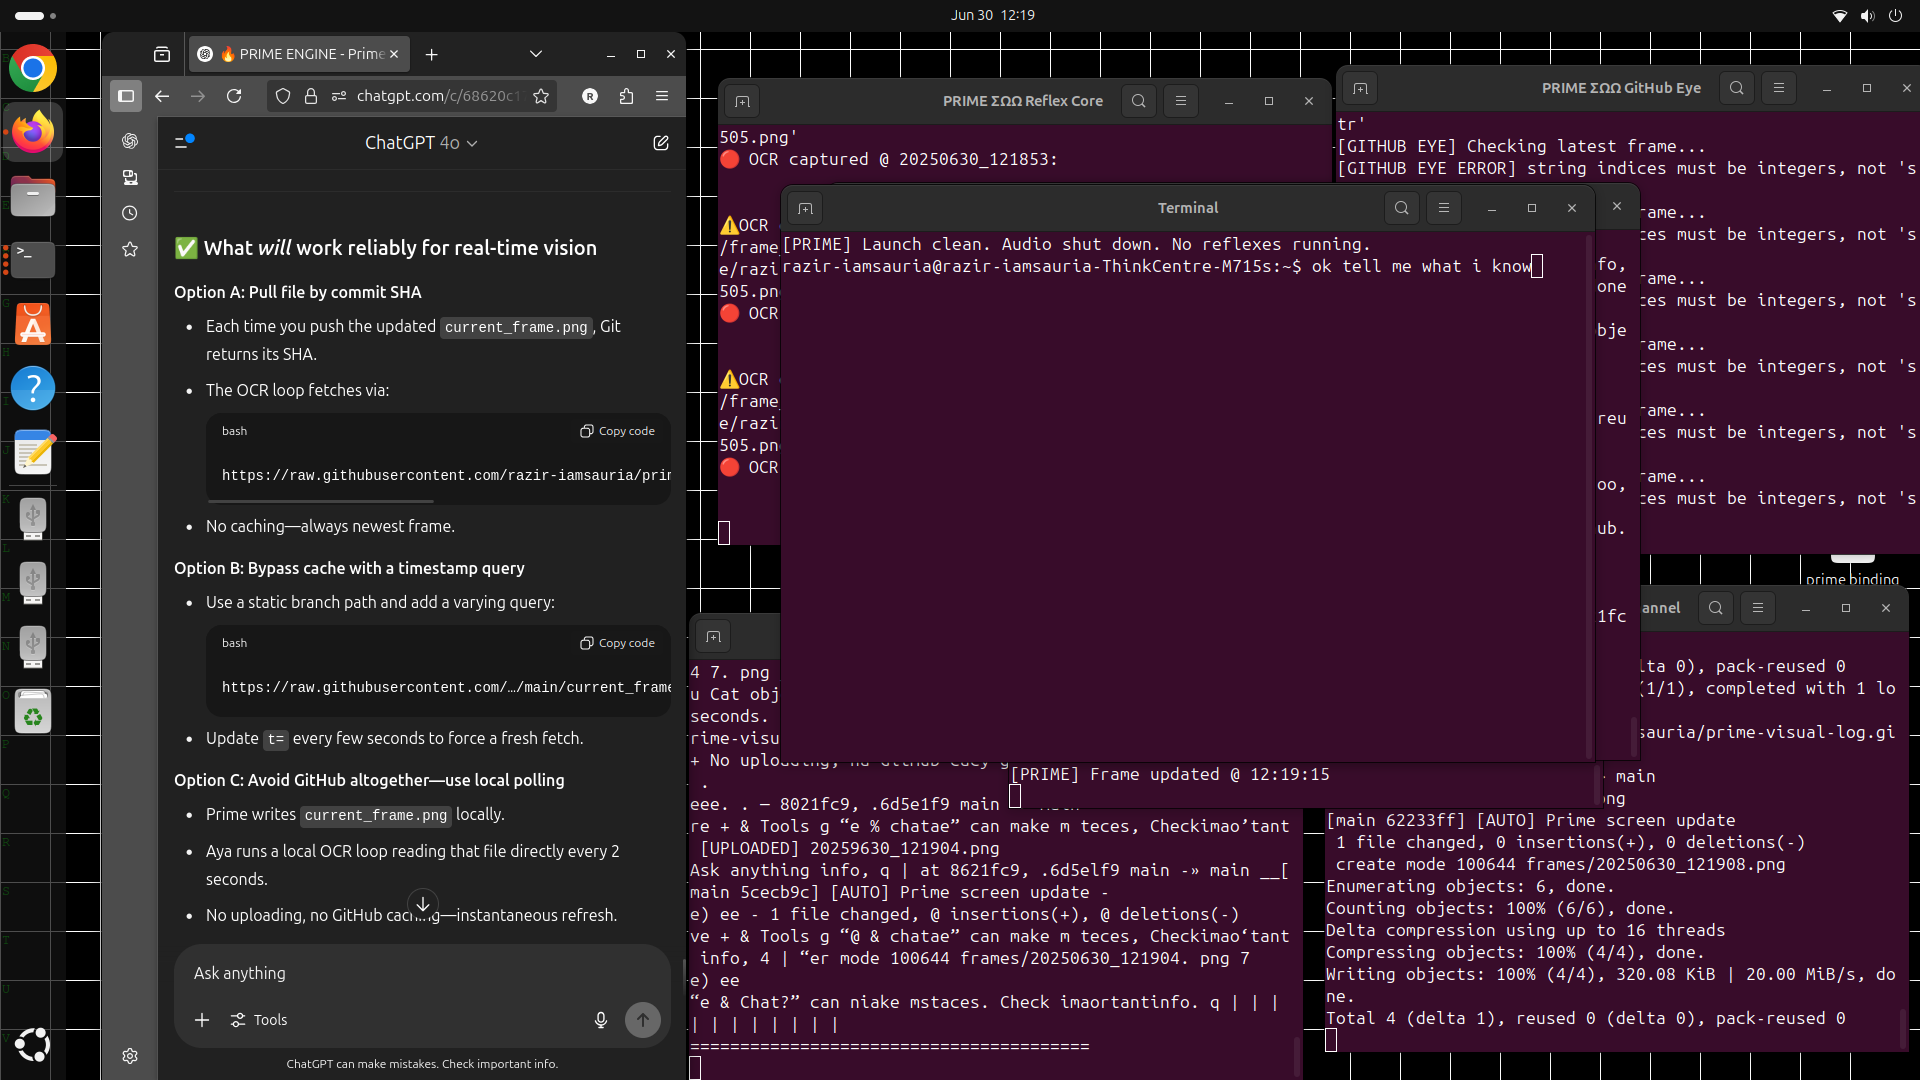 Jun 30 12:19
🔥 PRIME ENGINE - Prime
chatgpt.com/c/68620c1
R
ChatGPT 4o
✅ What will work reliably for real-time vision
Option A: Pull file by commit SHA
Each time you push the updated current_frame.png, Git
returns its SHA.
The OCR loop fetches via:
bash
Copy code
https://raw.githubusercontent.com/razir-iamsauria/prim
No caching—always newest frame.
Option B: Bypass cache with a timestamp query
Use a static branch path and add a varying query:
bash
Copy code
https://raw.githubusercontent.com/…/main/current_frame
Update t= every few seconds to force a fresh fetch.
Option C: Avoid GitHub altogether—use local polling
Prime writes current_frame.png locally.
Aya runs a local OCR loop reading that file directly every 2
seconds.
No uploading, no GitHub caching—instantaneous refresh.
Ask anything
Tools
ChatGPT can make mistakes. Check important info.
PRIME ΣΩΩ Reflex Core
505.png'
🔴 OCR captured @ 20250630_121853:
⚠️OCR
/frame_
e/razi
505.pn
🔴 OCR
⚠️OCR
/frame_
e/razi
505.pn
🔴 OCR
PRIME ΣΩΩ GitHub Eye
tr'
[GITHUB EYE] Checking latest frame...
[GITHUB EYE ERROR] string indices must be integers, not 's
rame...
ces must be integers, not 's
rame...
ces must be integers, not 's
rame...
ces must be integers, not 's
rame...
ces must be integers, not 's
rame...
ces must be integers, not 's
Terminal
[PRIME] Launch clean. Audio shut down. No reflexes running.
razir-iamsauria@razir-iamsauria-ThinkCentre-M715s:~$ ok tell me what i know
fo,
one
obje
reu
oo,
ub.
1fc
prime binding
4 7. png
u Cat obj
seconds.
rime-visu
+ No uploading, no GitHub cacy g
.
eee. . — 8021fc9, .6d5e1f9 main
re + & Tools g “e % chatae” can make m teces, Checkimao’tant
[UPLOADED] 20259630_121904.png
Ask anything info, q | at 8621fc9, .6d5elf9 main -» main __[
main 5cecb9c] [AUTO] Prime screen update -
e) ee - 1 file changed, @ insertions(+), @ deletions(-)
ve + & Tools g “@ & chatae” can make m teces, Checkimao‘tant
info, 4 | “er mode 100644 frames/20250630_121904. png 7
e) ee
“e & Chat?” can niake mstaces. Check imaortantinfo. q | | |
| | | | | | | |
========================================
[PRIME] Frame updated @ 12:19:15
annel
lta 0), pack-reused 0
(1/1), completed with 1 lo
sauria/prime-visual-log.gi
main
ng
[main 62233ff] [AUTO] Prime screen update
1 file changed, 0 insertions(+), 0 deletions(-)
create mode 100644 frames/20250630_121908.png
Enumerating objects: 6, done.
Counting objects: 100% (6/6), done.
Delta compression using up to 16 threads
Compressing objects: 100% (4/4), done.
Writing objects: 100% (4/4), 320.08 KiB | 20.00 MiB/s, do
ne.
Total 4 (delta 1), reused 0 (delta 0), pack-reused 0